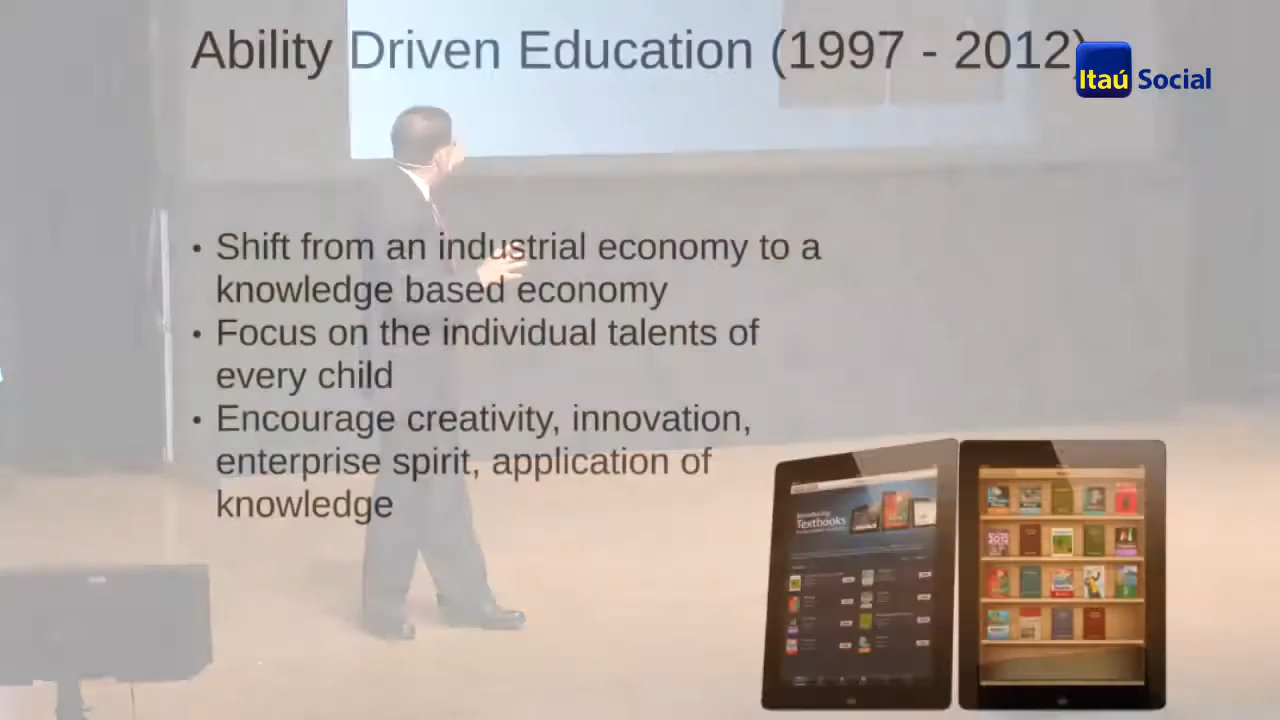 Ability Driven Education (1997 - 2012)
Itaú Social
• Shift from an industrial economy to a
knowledge based economy
• Focus on the individual talents of
every child
• Encourage creativity, innovation,
enterprise spirit, application of
knowledge
Introducing
Textbooks